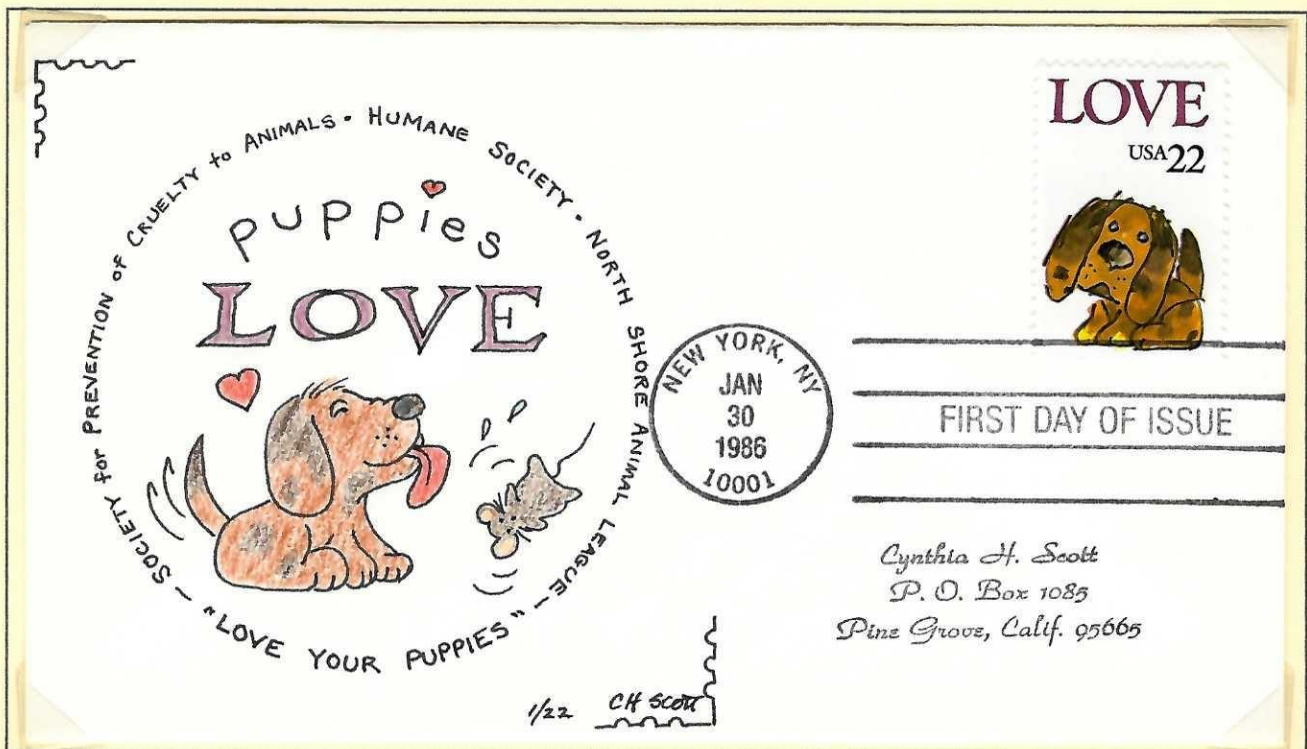 SOCIETY for PREVENTION of CRUELTY to ANIMALS • HUMANE SOCIETY • NORTH SHORE ANIMAL LEAGUE –
"LOVE YOUR PUPPIES" –
puppies
LOVE
1/22 CH SCOTT
LOVE
USA 22
NEW YORK, NY
JAN
30
1986
10001
FIRST DAY OF ISSUE
Cynthia H. Scott
P. O. Box 1085
Pine Grove, Calif. 95665